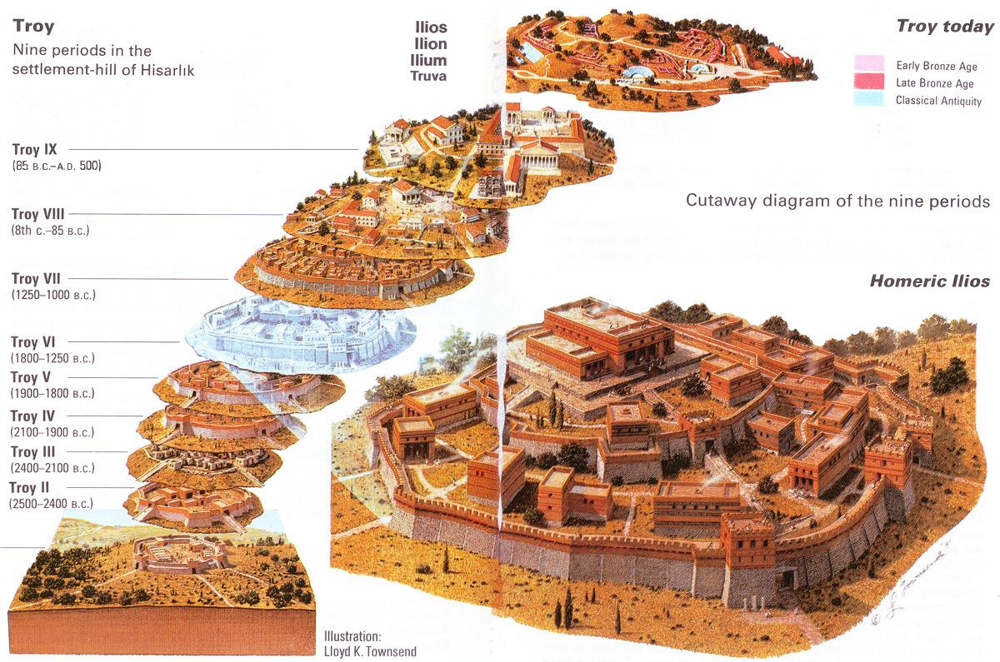 Troy
Nine periods in the
settlement-hill of Hisarlık
Ilios
Ilion
Ilium
Truva
Troy today
Early Bronze Age
Late Bronze Age
Classical Antiquity
Troy IX
(85 B.C.–A.D. 500)
Cutaway diagram of the nine periods
Troy VIII
(8th c.–85 B.C.)
Troy VII
(1250–1000 B.C.)
Homeric Ilios
Troy VI
(1800–1250 B.C.)
Troy V
(1900–1800 B.C.)
Troy IV
(2100–1900 B.C.)
Troy III
(2400–2100 B.C.)
Troy II
(2500–2400 B.C.)
Illustration:
Lloyd K. Townsend